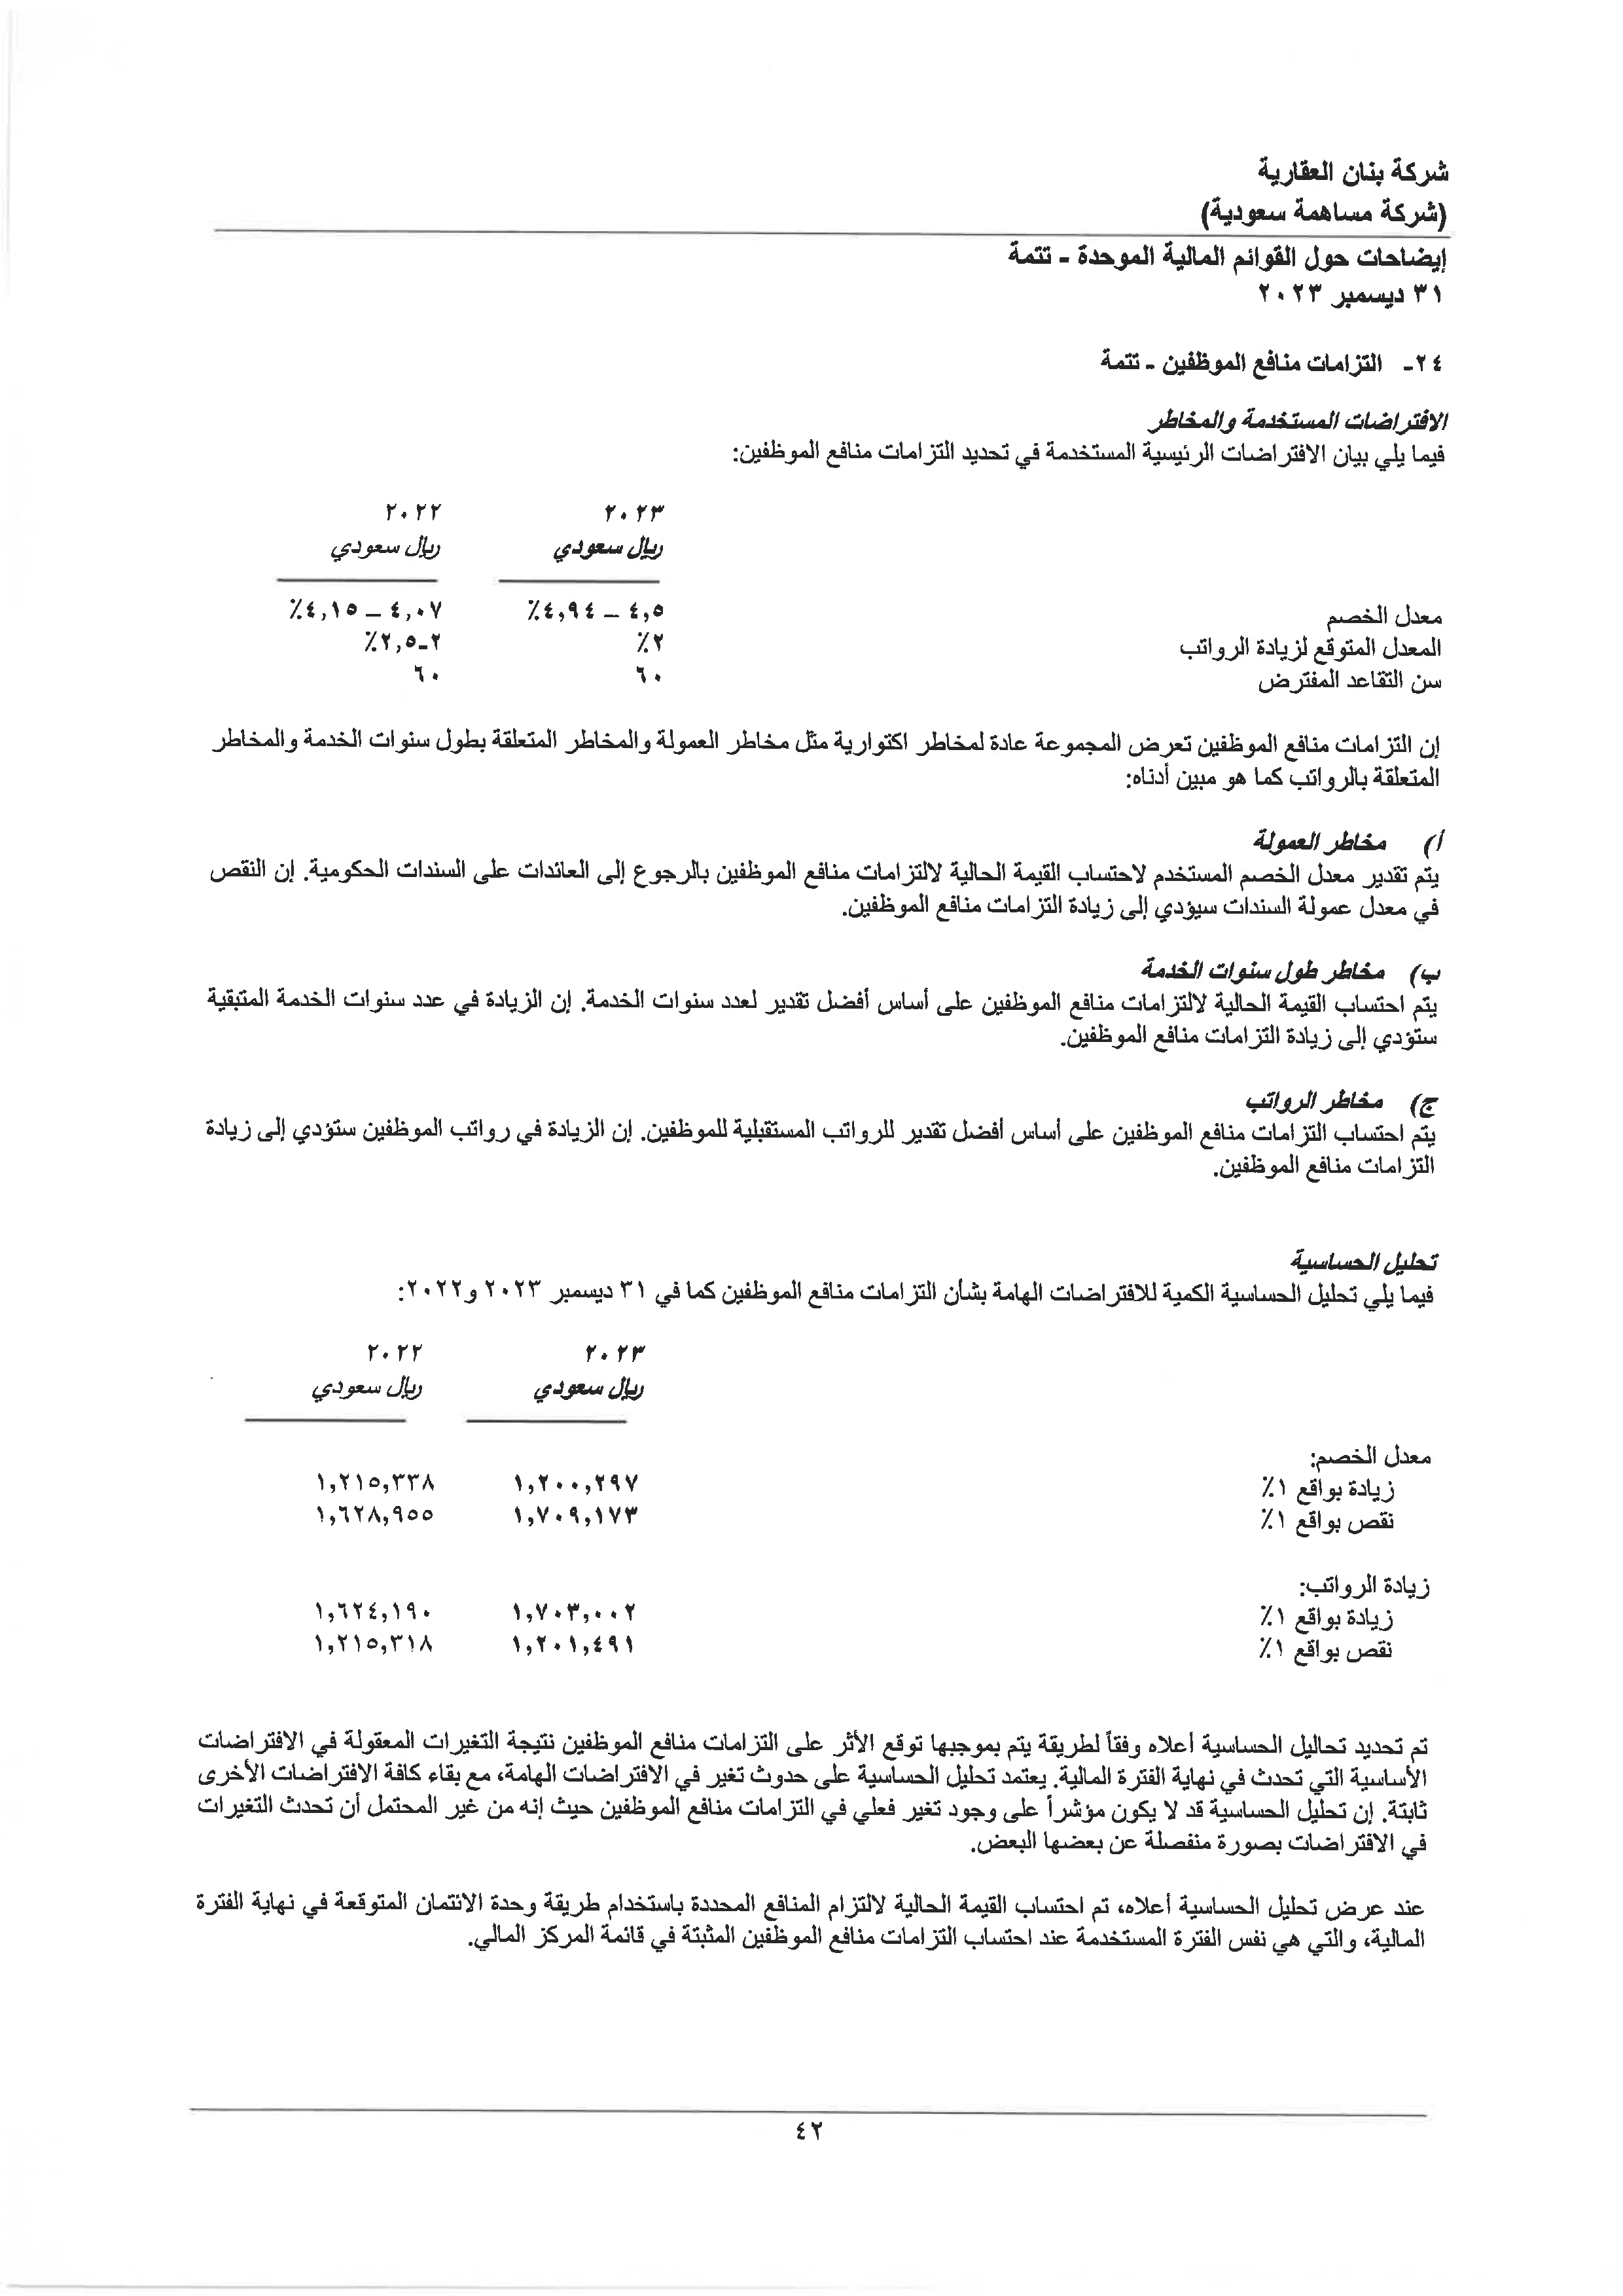 شركة بنان العقارية
(شركة مساهمة سعودية)
إيضاحات حول القوائم المالية الموحدة - تتمة
٣١ ديسمبر ٢٠٢٣
٢٤- التزامات منافع الموظفين - تتمة
الافتراضات المستخدمة والمخاطر
فيما يلي بيان الافتراضات الرئيسية المستخدمة في تحديد التزامات منافع الموظفين:
٢٠٢٣ ٢٠٢٢
ريال سعودي ريال سعودي
معدل الخصم ٤,٥ – ٤,٩٤٪ ٤,٠٧ – ٤,١٥٪
المعدل المتوقع لزيادة الرواتب ٢٪ ٢-٢,٥٪
سن التقاعد المفترض ٦٠ ٦٠
إن التزامات منافع الموظفين تعرض المجموعة عادة لمخاطر اكتوارية مثل مخاطر العمولة والمخاطر المتعلقة بطول سنوات الخدمة والمخاطر
المتعلقة بالرواتب كما هو مبين أدناه:
أ) مخاطر العمولة
يتم تقدير معدل الخصم المستخدم لاحتساب القيمة الحالية لالتزامات منافع الموظفين بالرجوع إلى العائدات على السندات الحكومية. إن النقص
في معدل عمولة السندات سيؤدي إلى زيادة التزامات منافع الموظفين.
ب) مخاطر طول سنوات الخدمة
يتم احتساب القيمة الحالية لالتزامات منافع الموظفين على أساس أفضل تقدير لعدد سنوات الخدمة. إن الزيادة في عدد سنوات الخدمة المتبقية
ستؤدي إلى زيادة التزامات منافع الموظفين.
ج) مخاطر الرواتب
يتم احتساب التزامات منافع الموظفين على أساس أفضل تقدير للرواتب المستقبلية للموظفين. إن الزيادة في رواتب الموظفين ستؤدي إلى زيادة
التزامات منافع الموظفين.
تحليل الحساسية
فيما يلي تحليل الحساسية الكمية للافتراضات الهامة بشأن التزامات منافع الموظفين كما في ٣١ ديسمبر ٢٠٢٣ و٢٠٢٢:
٢٠٢٣ ٢٠٢٢
ريال سعودي ريال سعودي
معدل الخصم:
زيادة بواقع ١٪ ١,٢٠٠,٢٩٧ ١,٢١٥,٣٣٨
نقص بواقع ١٪ ١,٧٠٩,١٧٣ ١,٦٢٨,٩٥٥
زيادة الرواتب:
زيادة بواقع ١٪ ١,٧٠٣,٠٠٢ ١,٦٢٤,١٩٠
نقص بواقع ١٪ ١,٢٠١,٤٩١ ١,٢١٥,٣١٨
تم تحديد تحاليل الحساسية أعلاه وفقاً لطريقة يتم بموجبها توقع الأثر على التزامات منافع الموظفين نتيجة التغيرات المعقولة في الافتراضات
الأساسية التي تحدث في نهاية الفترة المالية. يعتمد تحليل الحساسية على حدوث تغير في الافتراضات الهامة، مع بقاء كافة الافتراضات الأخرى
ثابتة. إن تحليل الحساسية قد لا يكون مؤشراً على وجود تغير فعلي في التزامات منافع الموظفين حيث إنه من غير المحتمل أن تحدث التغيرات
في الافتراضات بصورة منفصلة عن بعضها البعض.
عند عرض تحليل الحساسية أعلاه، تم احتساب القيمة الحالية لالتزام المنافع المحددة باستخدام طريقة وحدة الائتمان المتوقعة في نهاية الفترة
المالية، والتي هي نفس الفترة المستخدمة عند احتساب التزامات منافع الموظفين المثبتة في قائمة المركز المالي.
٤٢